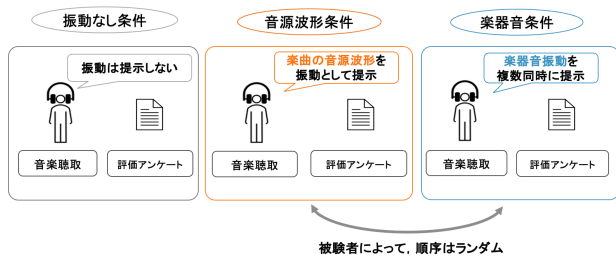 振動なし条件
振動は提示しない
音楽聴取
評価アンケート
音源波形条件
楽曲の音源波形を
振動として提示
音楽聴取
評価アンケート
楽器音条件
楽器音振動を
複数同時に提示
音楽聴取
評価アンケート
被験者によって，順序はランダム